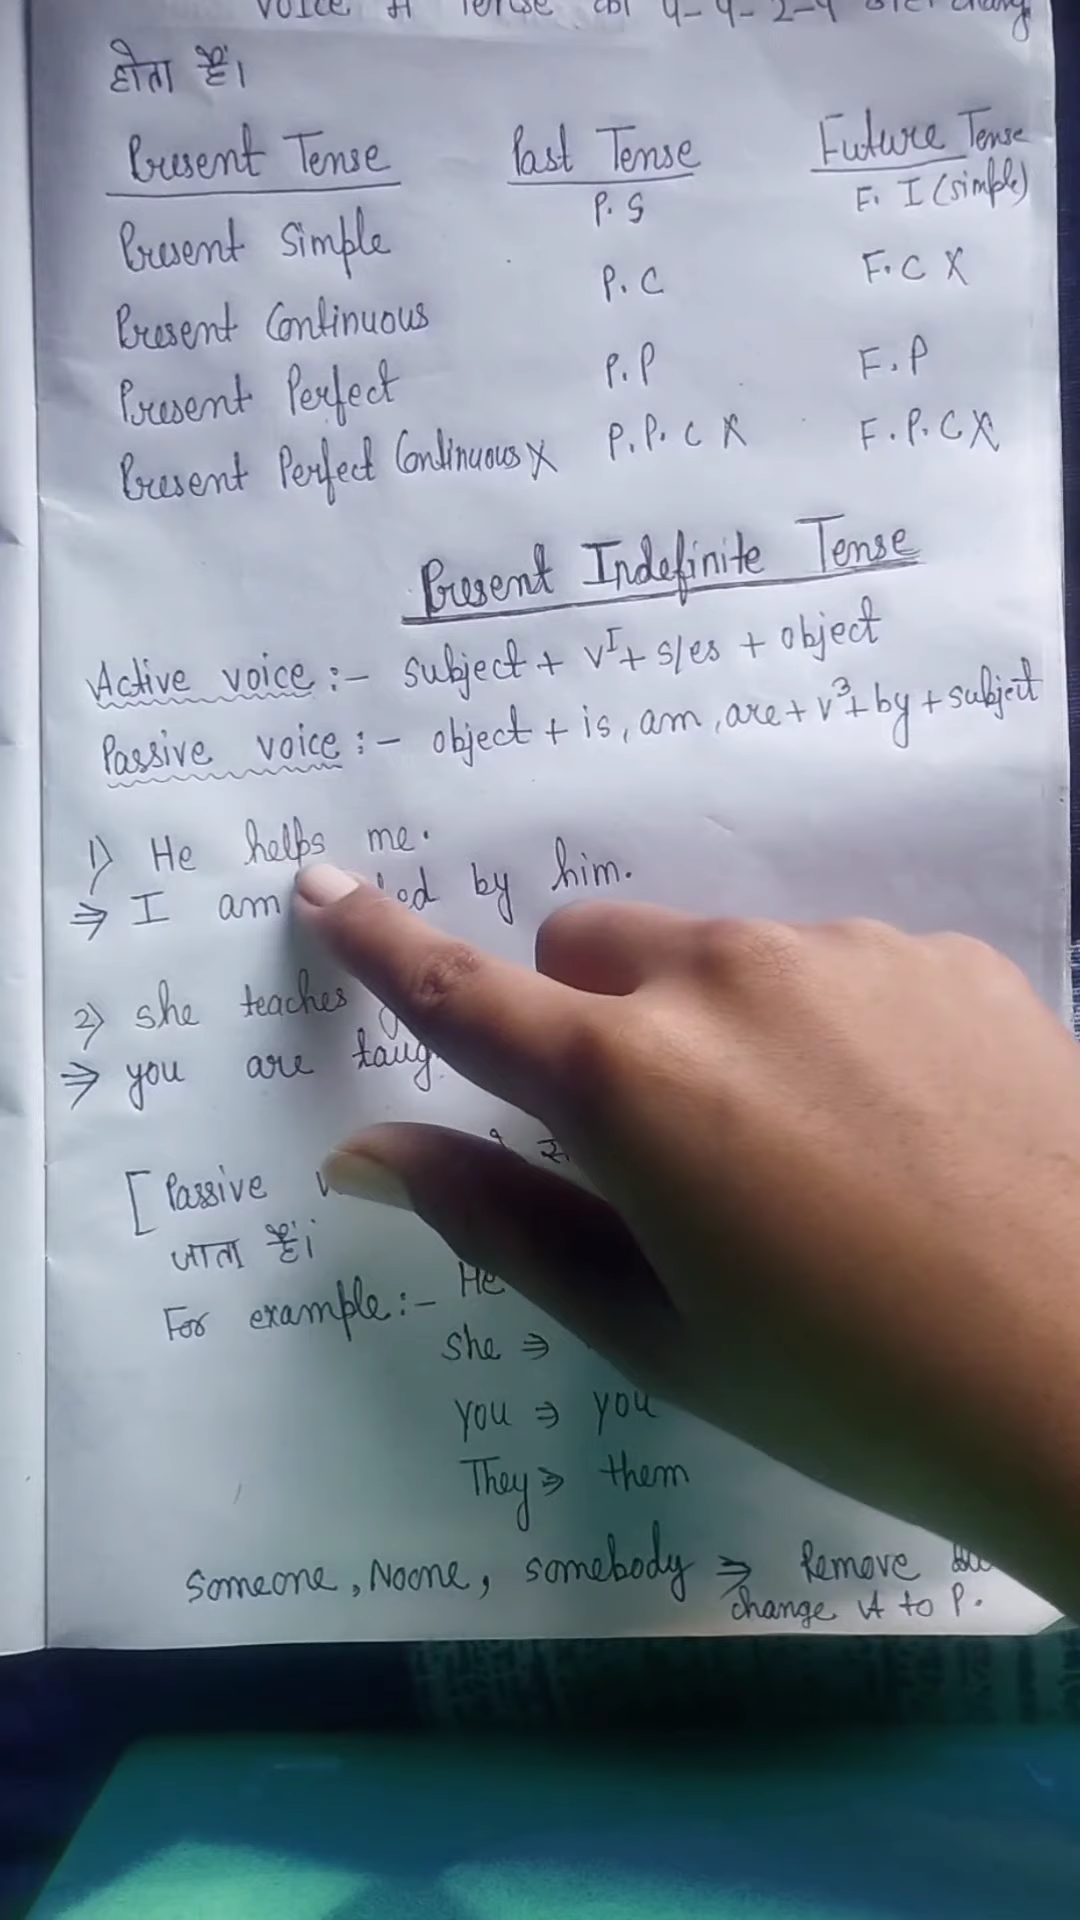 voice में Tense का
होता हैं।
Present Tense Past Tense Future Tense
Present Simple P.S F. I (simple)
Present Continuous P.C F.C X
Present Perfect P.P F.P
Present Perfect Continuous X P.P.C X F.P.C X
Present Indefinite Tense
Active voice :- subject + V¹ + s/es + object
Passive voice :- object + is, am, are + v³ + by + subject
1) He helps me.
⇒ I am by him.
2) she teaches
⇒ you are
[ Passive
जाता हैं।
For example :- He
she ⇒
you ⇒ you
They ⇒ them
Someone, Noone, somebody ⇒ Remove
change A to P.